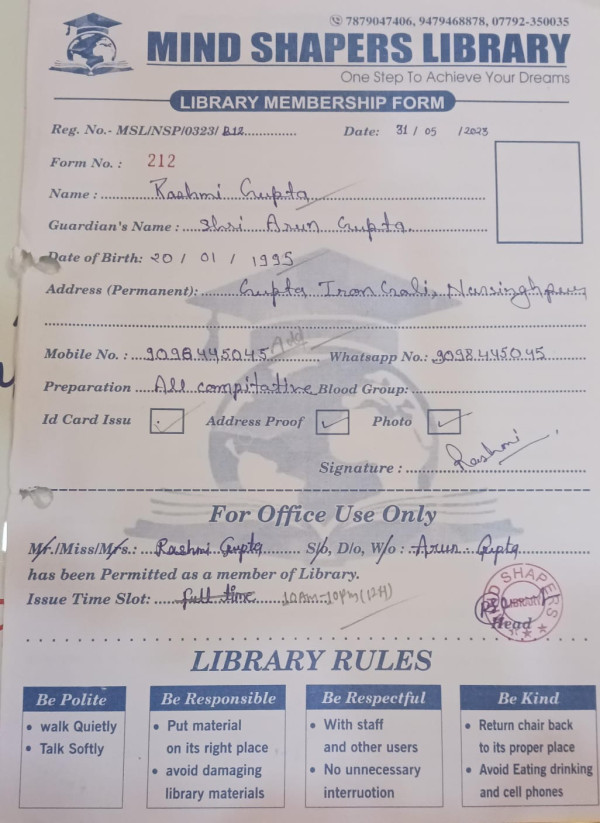 7879047406, 9479468878, 07792-350035
MIND SHAPERS LIBRARY
One Step To Achieve Your Dreams
LIBRARY MEMBERSHIP FORM
Reg. No.- MSL/NSP/0323/ B12 Date: 31 / 05 /2023
Form No. : 212
Name : Rashmi Gupta
Guardian's Name : Shri Arun Gupta.
Date of Birth: 20 / 01 / 1995
Address (Permanent): Gupta Iron Gali, Narsinghpur
Add
Mobile No. : 9098445045 Whatsapp No.: 9098445045
Preparation All compitative Blood Group:
Id Card Issu Address Proof Photo
Signature : Rashmi
For Office Use Only
Mr./Miss/Mrs.: Rashmi Gupta S/o, D/o, W/o : Arun Gupta
has been Permitted as a member of Library.
Issue Time Slot: full time 10AM-10pm(12H)
MIND SHAPERS
LIBRARY
Head
LIBRARY RULES
Be Polite
• walk Quietly
• Talk Softly
Be Responsible
• Put material
on its right place
• avoid damaging
library materials
Be Respectful
• With staff
and other users
• No unnecessary
interruotion
Be Kind
• Return chair back
to its proper place
• Avoid Eating drinking
and cell phones